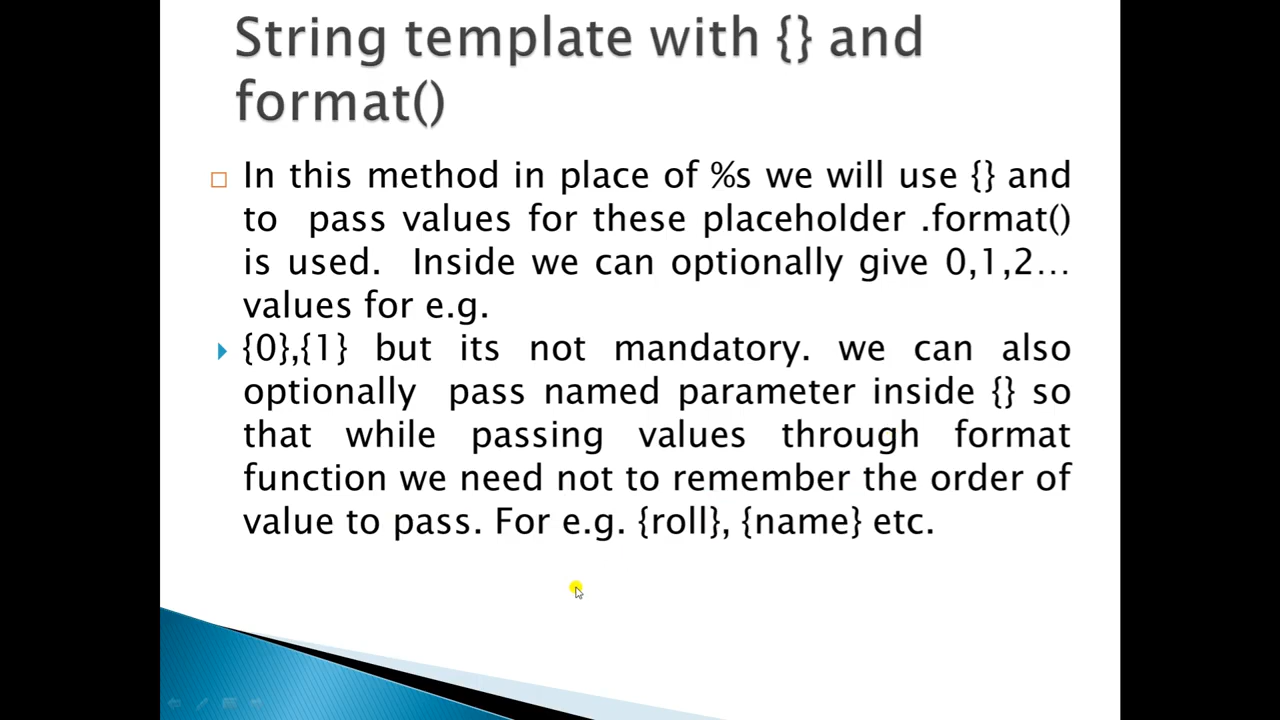 String template with {} and
format()
In this method in place of %s we will use {} and
to pass values for these placeholder .format()
is used. Inside we can optionally give 0,1,2...
values for e.g.
{0},{1} but its not mandatory. we can also
optionally pass named parameter inside {} so
that while passing values through format
function we need not to remember the order of
value to pass. For e.g. {roll}, {name} etc.